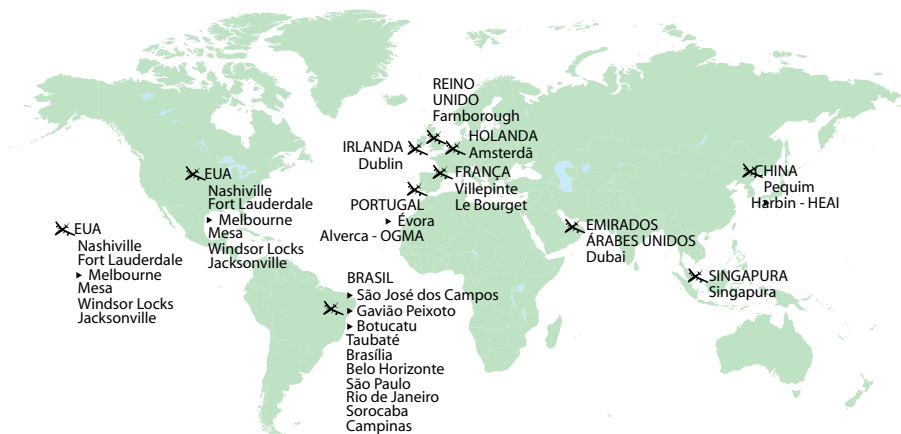 REINO
UNIDO
Farnborough
HOLANDA
Amsterdã
IRLANDA
Dublin
FRANÇA
Villepinte
Le Bourget
PORTUGAL
Évora
Alverca - OGMA
EUA
Nashiville
Fort Lauderdale
Melbourne
Mesa
Windsor Locks
Jacksonville
EUA
Nashiville
Fort Lauderdale
Melbourne
Mesa
Windsor Locks
Jacksonville
BRASIL
São José dos Campos
Gavião Peixoto
Botucatu
Taubaté
Brasília
Belo Horizonte
São Paulo
Rio de Janeiro
Sorocaba
Campinas
EMIRADOS
ÁRABES UNIDOS
Dubai
CHINA
Pequim
Harbin - HEAI
SINGAPURA
Singapura